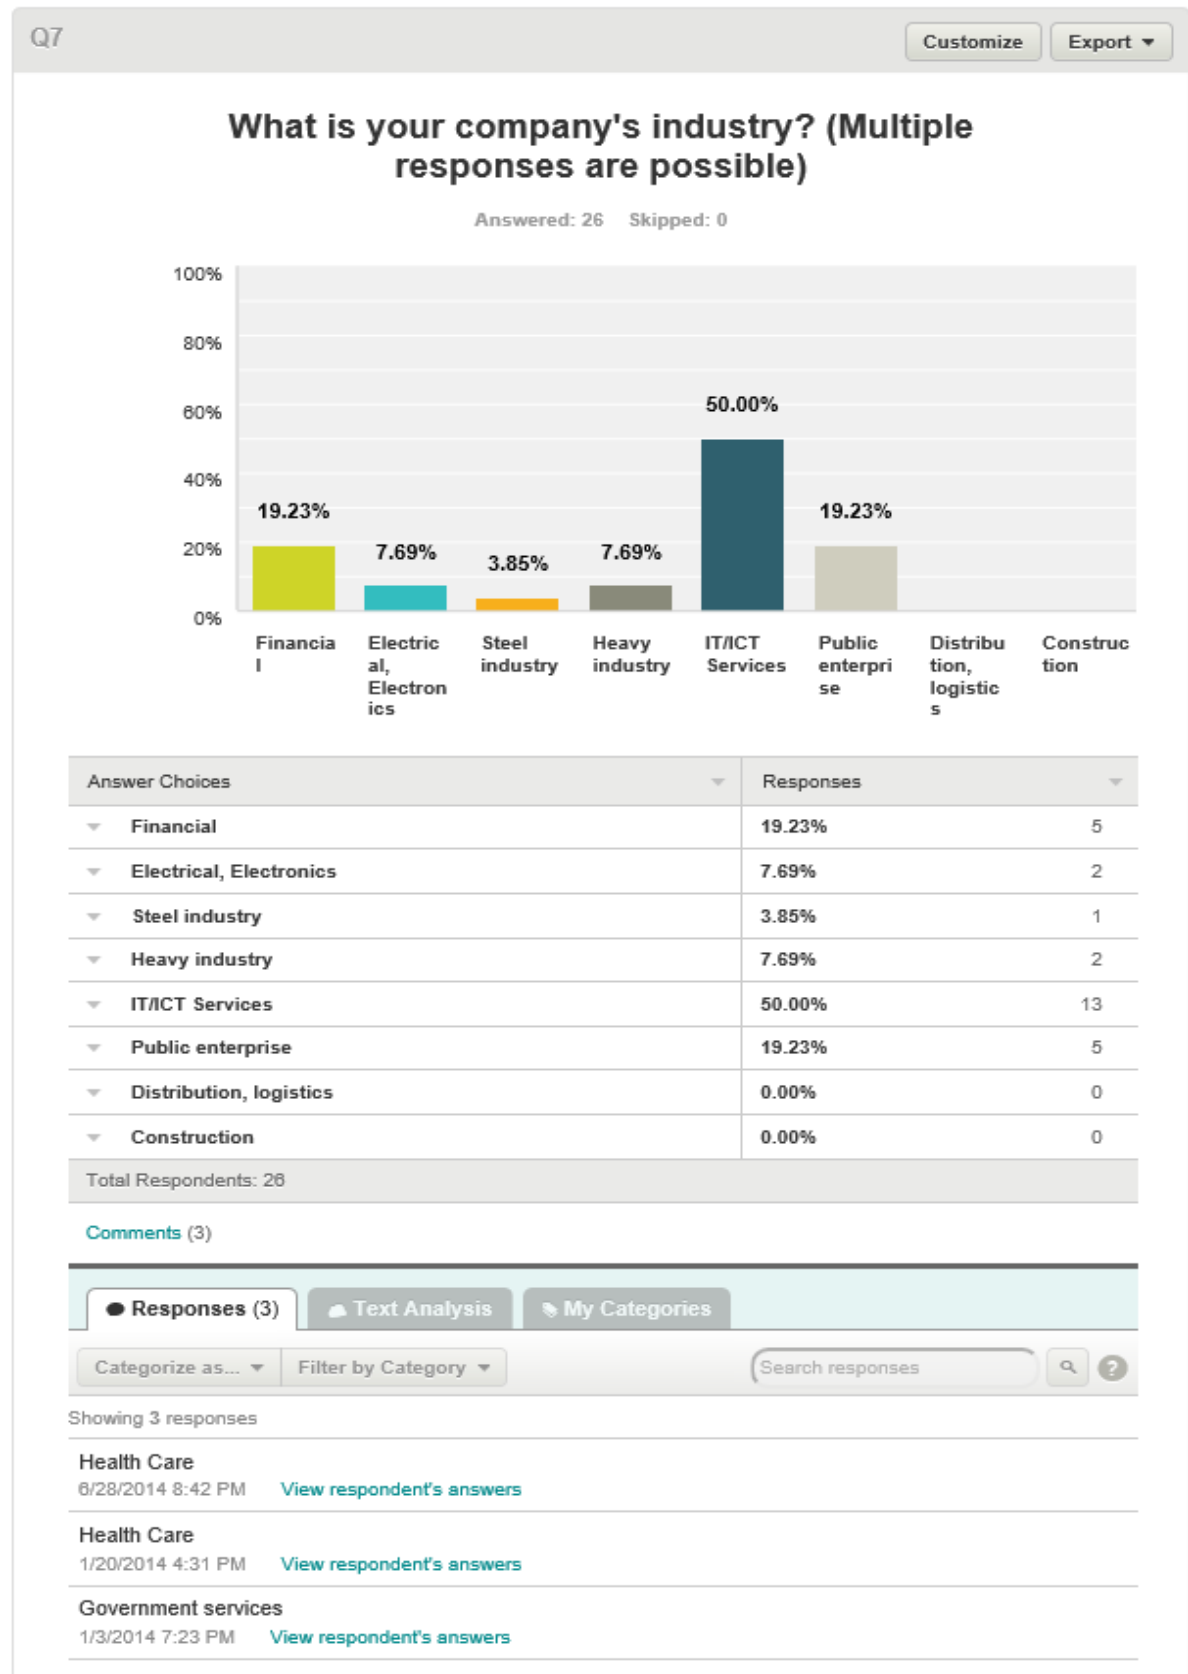 Q7
Customize
Export
What is your company's industry? (Multiple
responses are possible)
Answered: 26 Skipped: 0
100%
80%
60%
40%
20%
0%
19.23%
7.69%
3.85%
7.69%
50.00%
19.23%
Financia
l
Electric
al,
Electron
ics
Steel
industry
Heavy
industry
IT/ICT
Services
Public
enterpri
se
Distribu
tion,
logistic
s
Construc
tion
Answer Choices Responses
Financial 19.23% 5
Electrical, Electronics 7.69% 2
Steel industry 3.85% 1
Heavy industry 7.69% 2
IT/ICT Services 50.00% 13
Public enterprise 19.23% 5
Distribution, logistics 0.00% 0
Construction 0.00% 0
Total Respondents: 26
Comments (3)
Responses (3) Text Analysis My Categories
Categorize as... Filter by Category Search responses ?
Showing 3 responses
Health Care
6/28/2014 8:42 PM View respondent's answers
Health Care
1/20/2014 4:31 PM View respondent's answers
Government services
1/3/2014 7:23 PM View respondent's answers